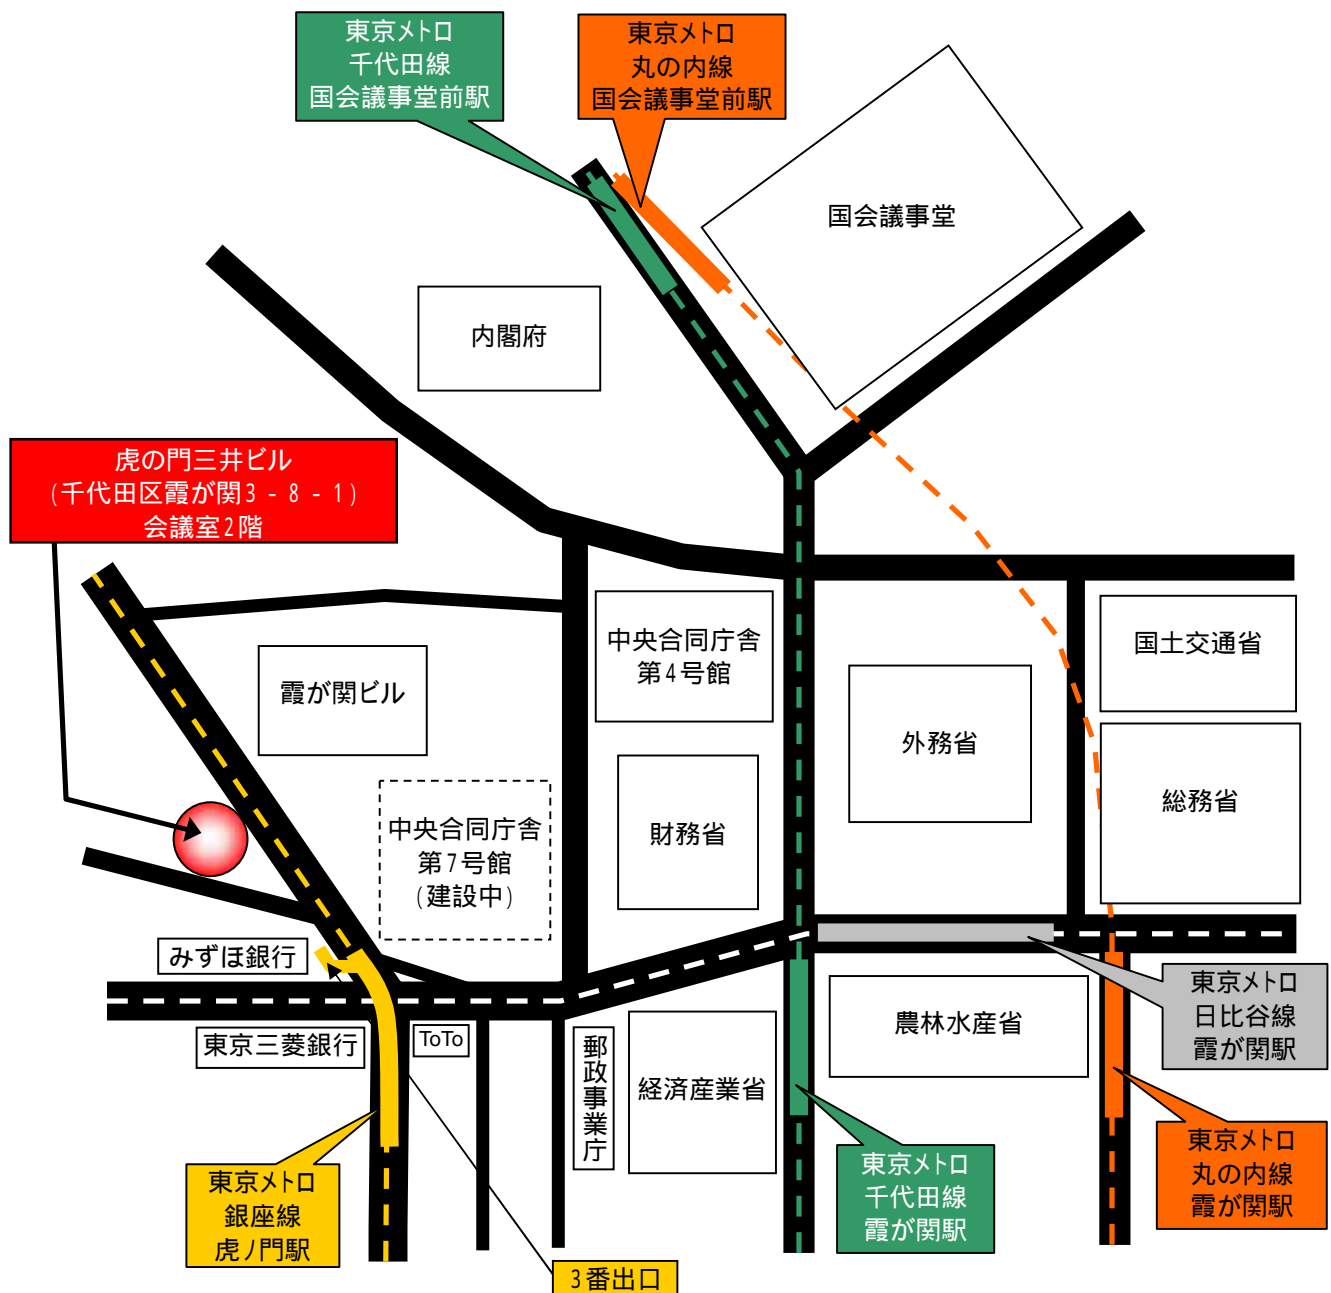 東京メトロ
千代田線
国会議事堂前駅
東京メトロ
丸の内線
国会議事堂前駅
国会議事堂
内閣府
虎の門三井ビル
(千代田区霞が関3-8-1)
会議室2階
中央合同庁舎
第4号館
国土交通省
霞が関ビル
外務省
総務省
中央合同庁舎
第7号館
(建設中)
財務省
みずほ銀行
東京三菱銀行
ToTo
郵政事業庁
経済産業省
農林水産省
東京メトロ
日比谷線
霞が関駅
東京メトロ
銀座線
虎ノ門駅
東京メトロ
千代田線
霞が関駅
東京メトロ
丸の内線
霞が関駅
3番出口